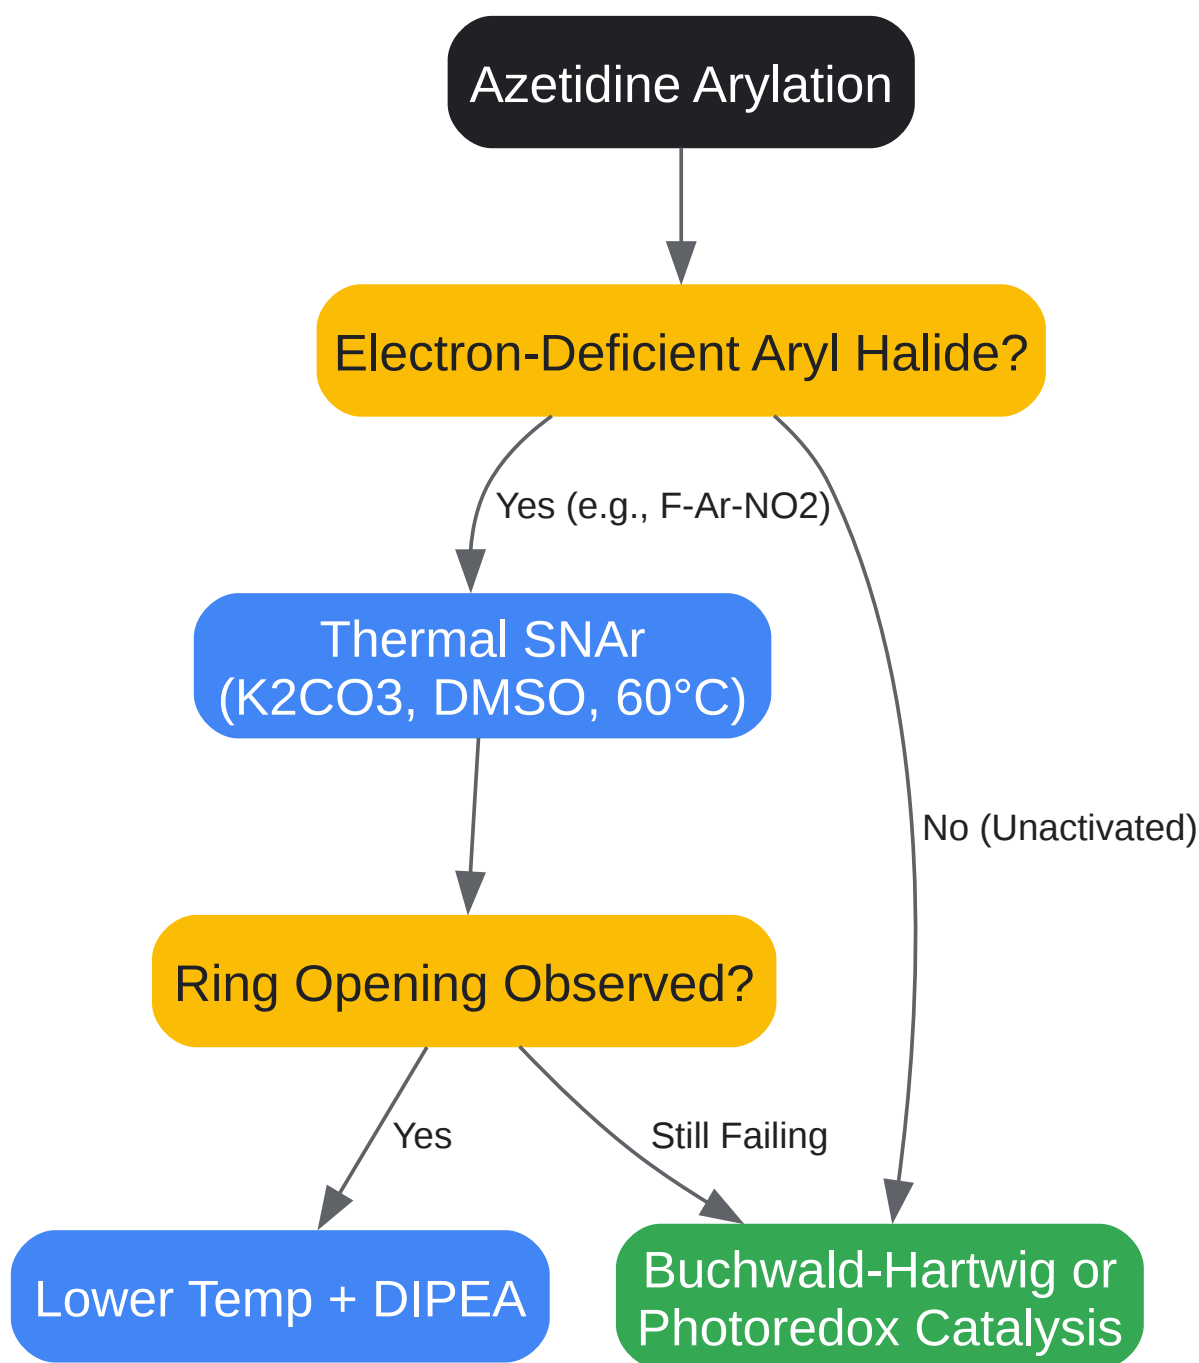 Azetidine Arylation
Electron-Deficient Aryl Halide?
Yes (e.g., F-Ar-NO2)
Thermal SNAr
(K2CO3, DMSO, 60°C)
No (Unactivated)
Ring Opening Observed?
Yes
Still Failing
Lower Temp + DIPEA
Buchwald-Hartwig or
Photoredox Catalysis